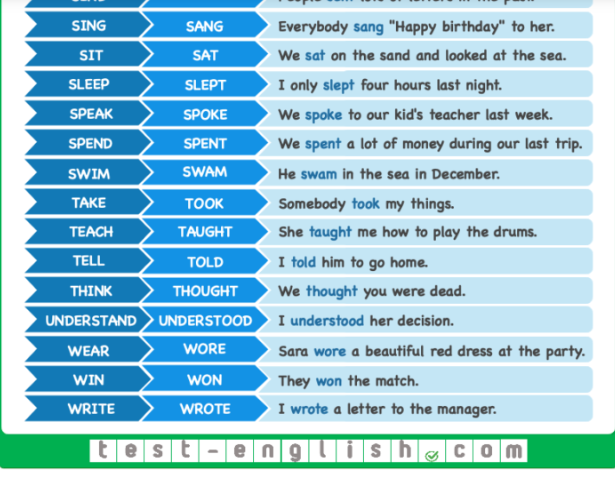 SING SANG Everybody sang "Happy birthday" to her.
SIT SAT We sat on the sand and looked at the sea.
SLEEP SLEPT I only slept four hours last night.
SPEAK SPOKE We spoke to our kid's teacher last week.
SPEND SPENT We spent a lot of money during our last trip.
SWIM SWAM He swam in the sea in December.
TAKE TOOK Somebody took my things.
TEACH TAUGHT She taught me how to play the drums.
TELL TOLD I told him to go home.
THINK THOUGHT We thought you were dead.
UNDERSTAND UNDERSTOOD I understood her decision.
WEAR WORE Sara wore a beautiful red dress at the party.
WIN WON They won the match.
WRITE WROTE I wrote a letter to the manager.
test-english.com